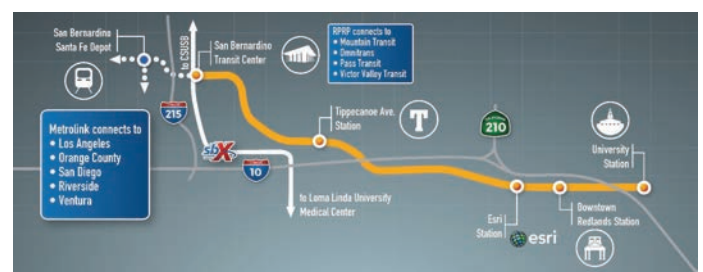 San Bernardino
Santa Fe Depot
to CSUSB
San Bernardino
Transit Center
RPRP connects to
• Mountain Transit
• Omnitrans
• Pass Transit
• Victor Valley Transit
215
Metrolink connects to
• Los Angeles
• Orange County
• San Diego
• Riverside
• Ventura
sbX
10
to Loma Linda University
Medical Center
Tippecanoe Ave.
Station
T
210
University
Station
Esri
Station
esri
Downtown
Redlands Station